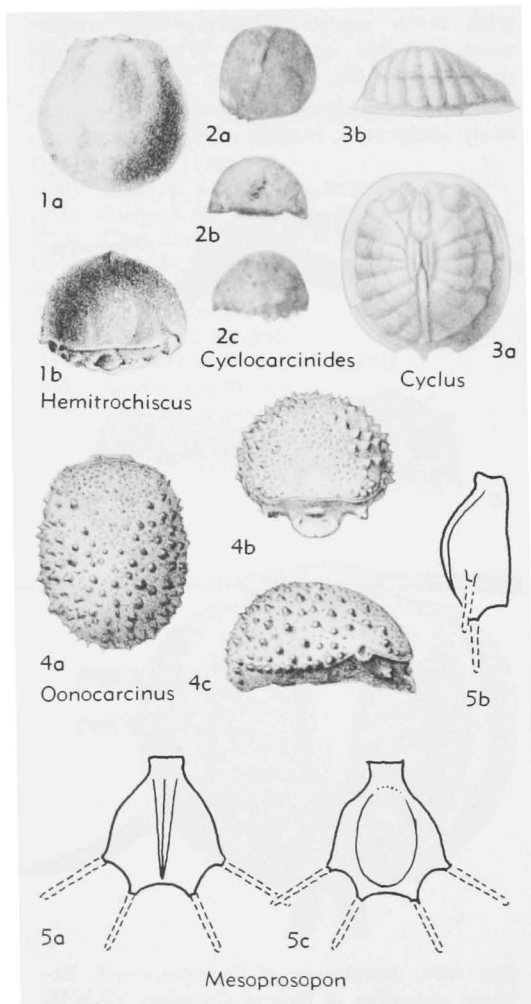 1a
2a
3b
2b
1b
2c
3a
Hemitrochiscus
Cyclocarcinides
Cyclus
4b
4a
4c
5b
Oonocarcinus
5a
5c
Mesoprosopon